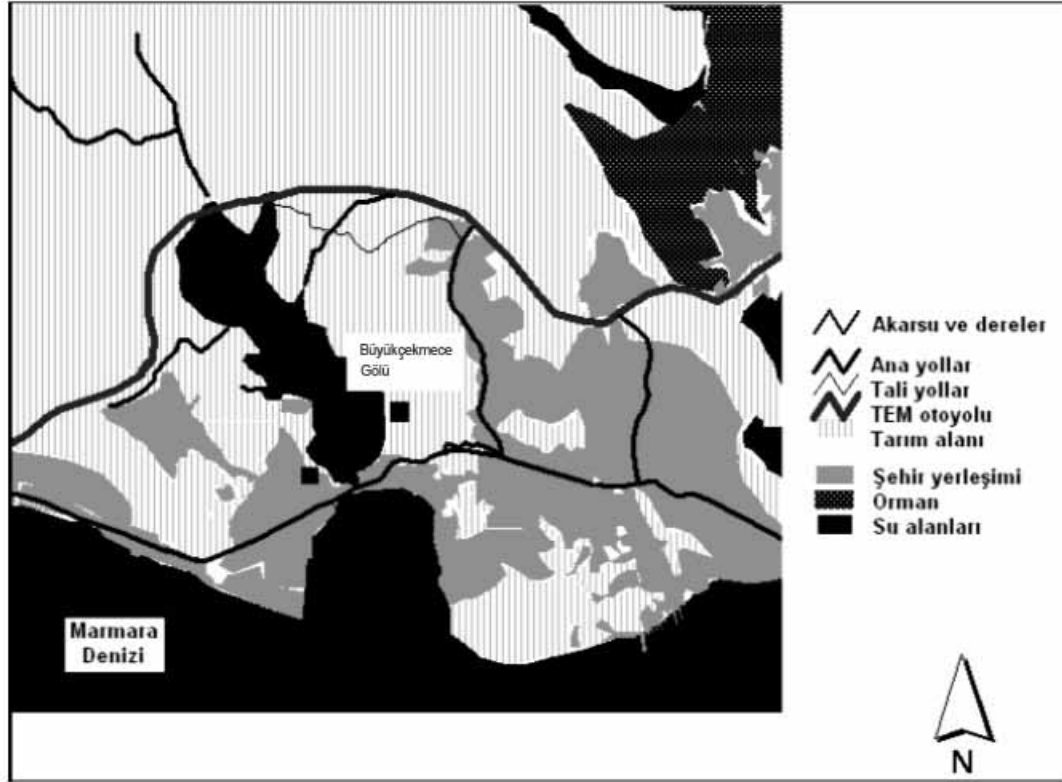 Büyükçekmece
Gölü
Marmara
Denizi
Akarsu ve dereler
Ana yollar
Tali yollar
TEM otoyolu
Tarım alanı
Şehir yerleşimi
Orman
Su alanları
N